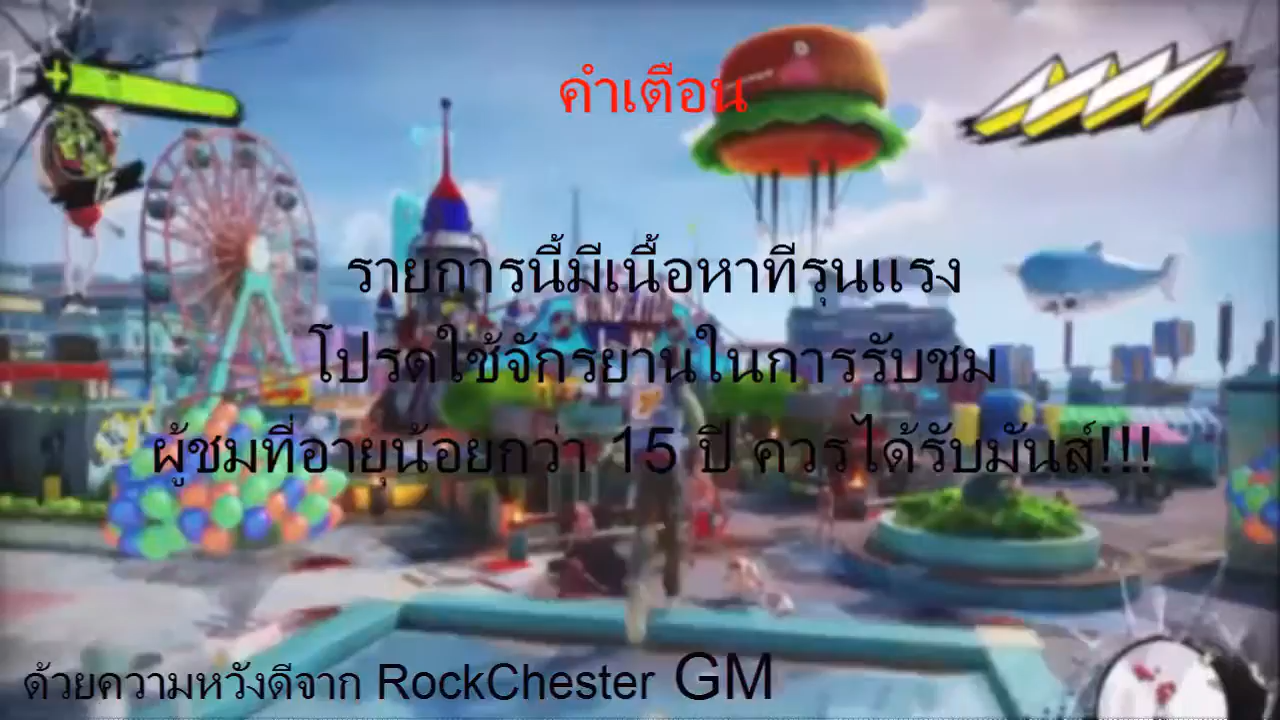 คำเตือน
รายการนี้มีเนื้อหาทีรุนแรง
โปรดใช้จักรยานในการรับชม
ผู้ชมที่อายุน้อยกว่า 15 ปี ควรได้รับมันส์!!!
ด้วยความหวังดีจาก RockChester GM